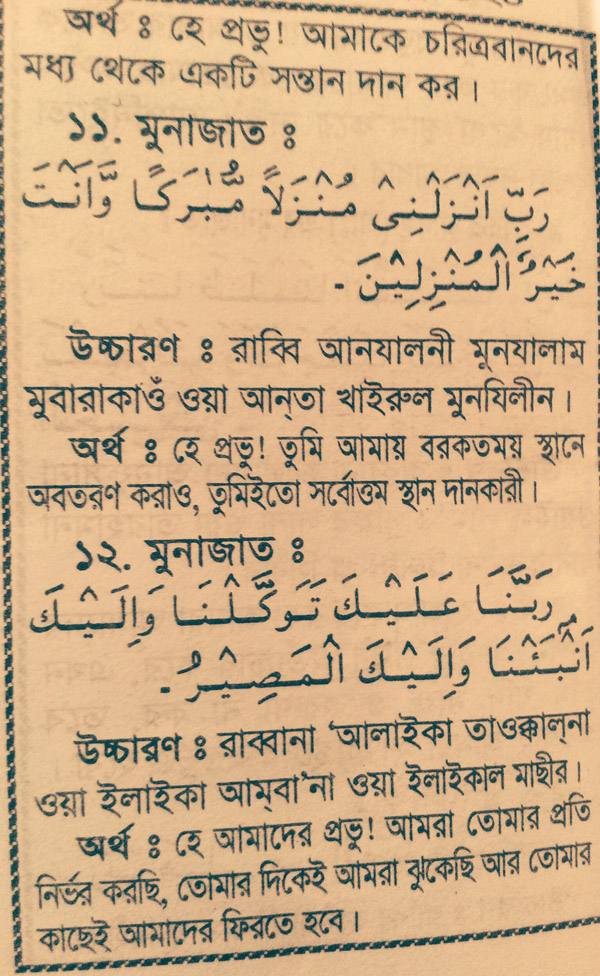 অর্থ ঃ হে প্রভু! আমাকে চরিত্রবানদের
মধ্য থেকে একটি সন্তান দান কর।
১১. মুনাজাত ঃ
رَبِّ اَنْزَلْنِىْ مُنْزَلاً مُّبٰرَكًا وَّاَنْتَ
خَيْرُ الْمُنْزِلِيْنَ -
উচ্চারণ ঃ রাব্বি আনযালনী মুনযালাম
মুবারাকাওঁ ওয়া আন্‌তা খাইরুল মুনযিলীন।
অর্থ ঃ হে প্রভু! তুমি আমায় বরকতময় স্থানে
অবতরণ করাও, তুমিইতো সর্বোত্তম স্থান দানকারী।
১২. মুনাজাত ঃ
رَبَّنَا عَلَيْكَ تَوَكَّلْنَا وَاِلَيْكَ
اَنْبَئْنَا وَاِلَيْكَ الْمَصِيْرُ -
উচ্চারণ ঃ রাব্বানা ‘আলাইকা তাওক্কাল্‌না
ওয়া ইলাইকা আম্‌বা’না ওয়া ইলাইকাল মাছীর।
অর্থ ঃ হে আমাদের প্রভু! আমরা তোমার প্রতি
নির্ভর করছি, তোমার দিকেই আমরা ঝুকেছি আর তোমার
কাছেই আমাদের ফিরতে হবে।